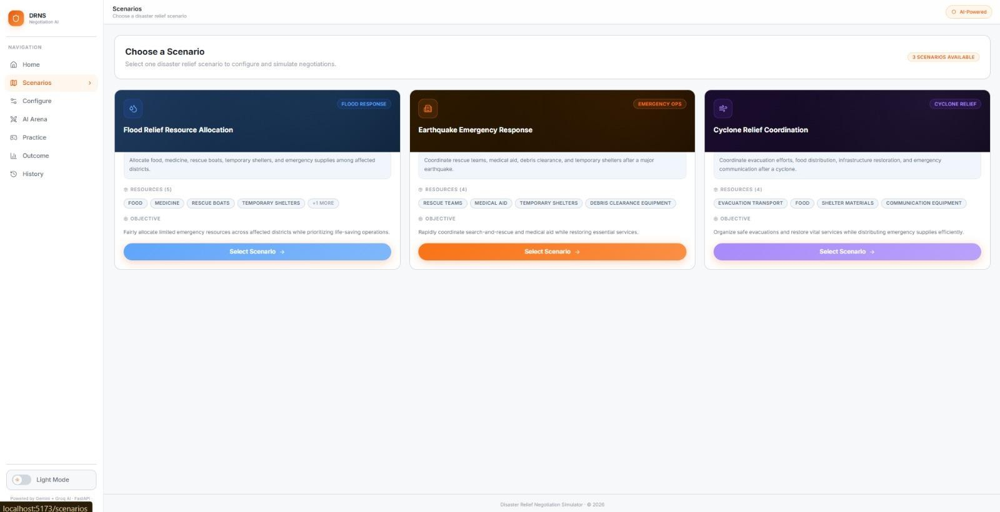 DRNS
Negotiation AI
NAVIGATION
Home
Scenarios
Configure
AI Arena
Practice
Outcome
History
Light Mode
Powered by Gemini + Groq AI · FastAPI
localhost:5173/scenarios
Scenarios
Choose a disaster relief scenario
AI-Powered
Choose a Scenario
Select one disaster relief scenario to configure and simulate negotiations.
3 SCENARIOS AVAILABLE
FLOOD RESPONSE
Flood Relief Resource Allocation
Allocate food, medicine, rescue boats, temporary shelters, and emergency supplies among affected
districts.
RESOURCES (5)
FOOD MEDICINE RESCUE BOATS TEMPORARY SHELTERS +1 MORE
OBJECTIVE
Fairly allocate limited emergency resources across affected districts while prioritizing life-saving operations.
Select Scenario →
EMERGENCY OPS
Earthquake Emergency Response
Coordinate rescue teams, medical aid, debris clearance, and temporary shelters after a major
earthquake.
RESOURCES (4)
RESCUE TEAMS MEDICAL AID TEMPORARY SHELTERS DEBRIS CLEARANCE EQUIPMENT
OBJECTIVE
Rapidly coordinate search-and-rescue and medical aid while restoring essential services.
Select Scenario →
CYCLONE RELIEF
Cyclone Relief Coordination
Coordinate evacuation efforts, food distribution, infrastructure restoration, and emergency
communication after a cyclone.
RESOURCES (4)
EVACUATION TRANSPORT FOOD SHELTER MATERIALS COMMUNICATION EQUIPMENT
OBJECTIVE
Organize safe evacuations and restore vital services while distributing emergency supplies efficiently.
Select Scenario →
Disaster Relief Negotiation Simulator · © 2026